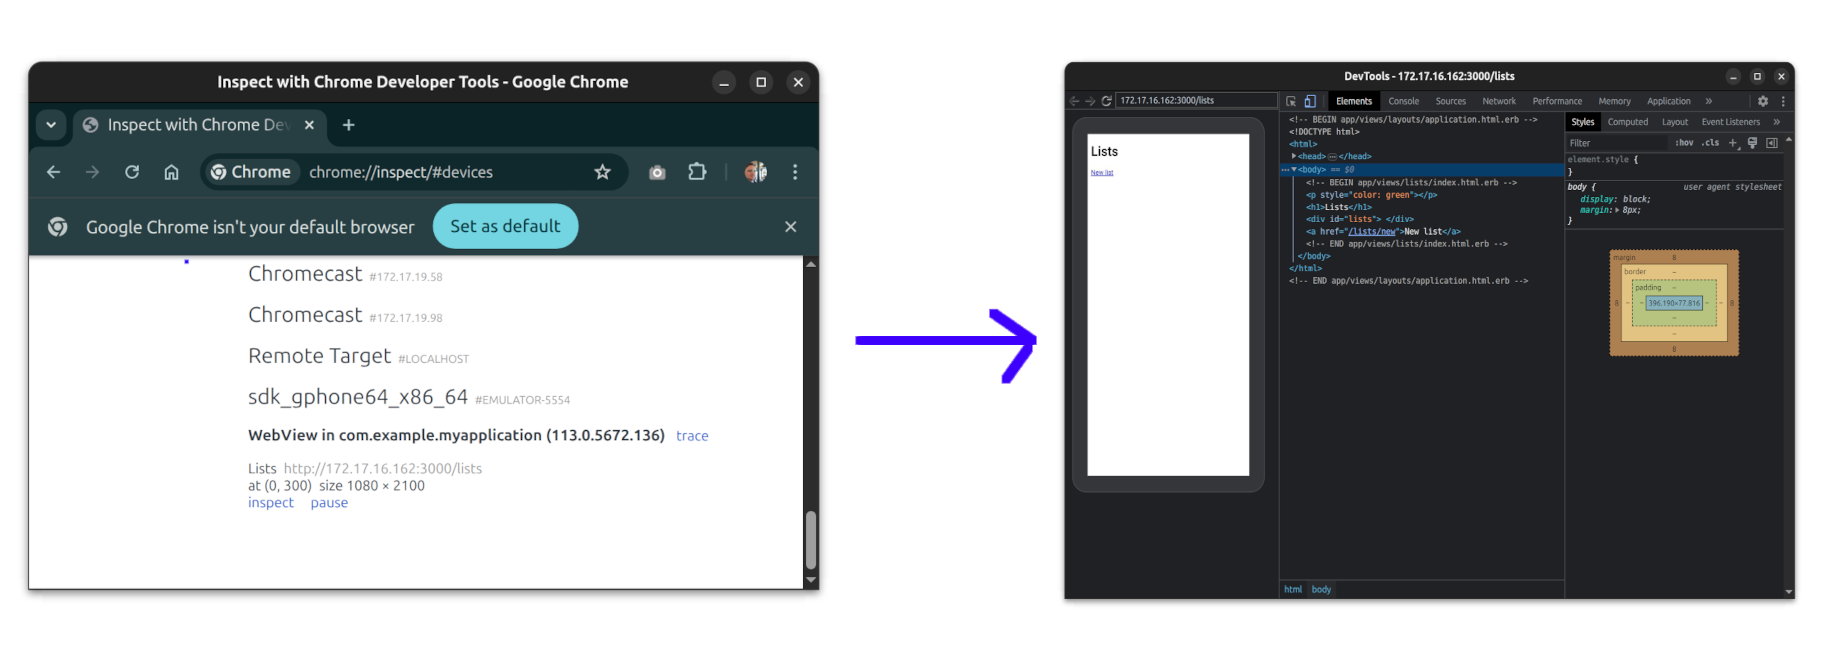 Inspect with Chrome Developer Tools - Google Chrome
Inspect with Chrome Dev
Chrome chrome://inspect/#devices
Google Chrome isn't your default browser Set as default
Chromecast #172.17.19.58
Chromecast #172.17.19.98
Remote Target #LOCALHOST
sdk_gphone64_x86_64 #EMULATOR-5554
WebView in com.example.myapplication (113.0.5672.136) trace
Lists http://172.17.16.162:3000/lists
at (0, 300) size 1080 × 2100
inspect pause
DevTools - 172.17.16.162:3000/lists
172.17.16.162:3000/lists
Elements Console Sources Network Performance Memory Application »
Lists
New list
<!-- BEGIN app/views/layouts/application.html.erb -->
<!DOCTYPE html>
<html>
<head>…</head>
<body> == $0
<!-- BEGIN app/views/lists/index.html.erb -->
<p style="color: green"></p>
<h1>Lists</h1>
<div id="lists"> </div>
<a href="/lists/new">New list</a>
<!-- END app/views/lists/index.html.erb -->
</body>
</html>
<!-- END app/views/layouts/application.html.erb -->
html body
Styles Computed Layout Event Listeners »
Filter :hov .cls +
element.style {
}
body { user agent stylesheet
display: block;
margin: 8px;
}
margin 8
border –
padding –
8 – – 396.190×77.816 – – 8
–
–
8